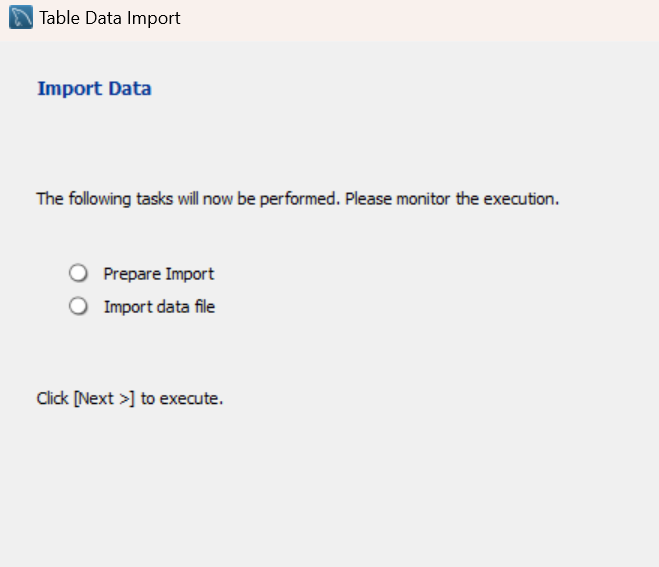 Table Data Import
Import Data
The following tasks will now be performed. Please monitor the execution.
Prepare Import
Import data file
Click [Next >] to execute.